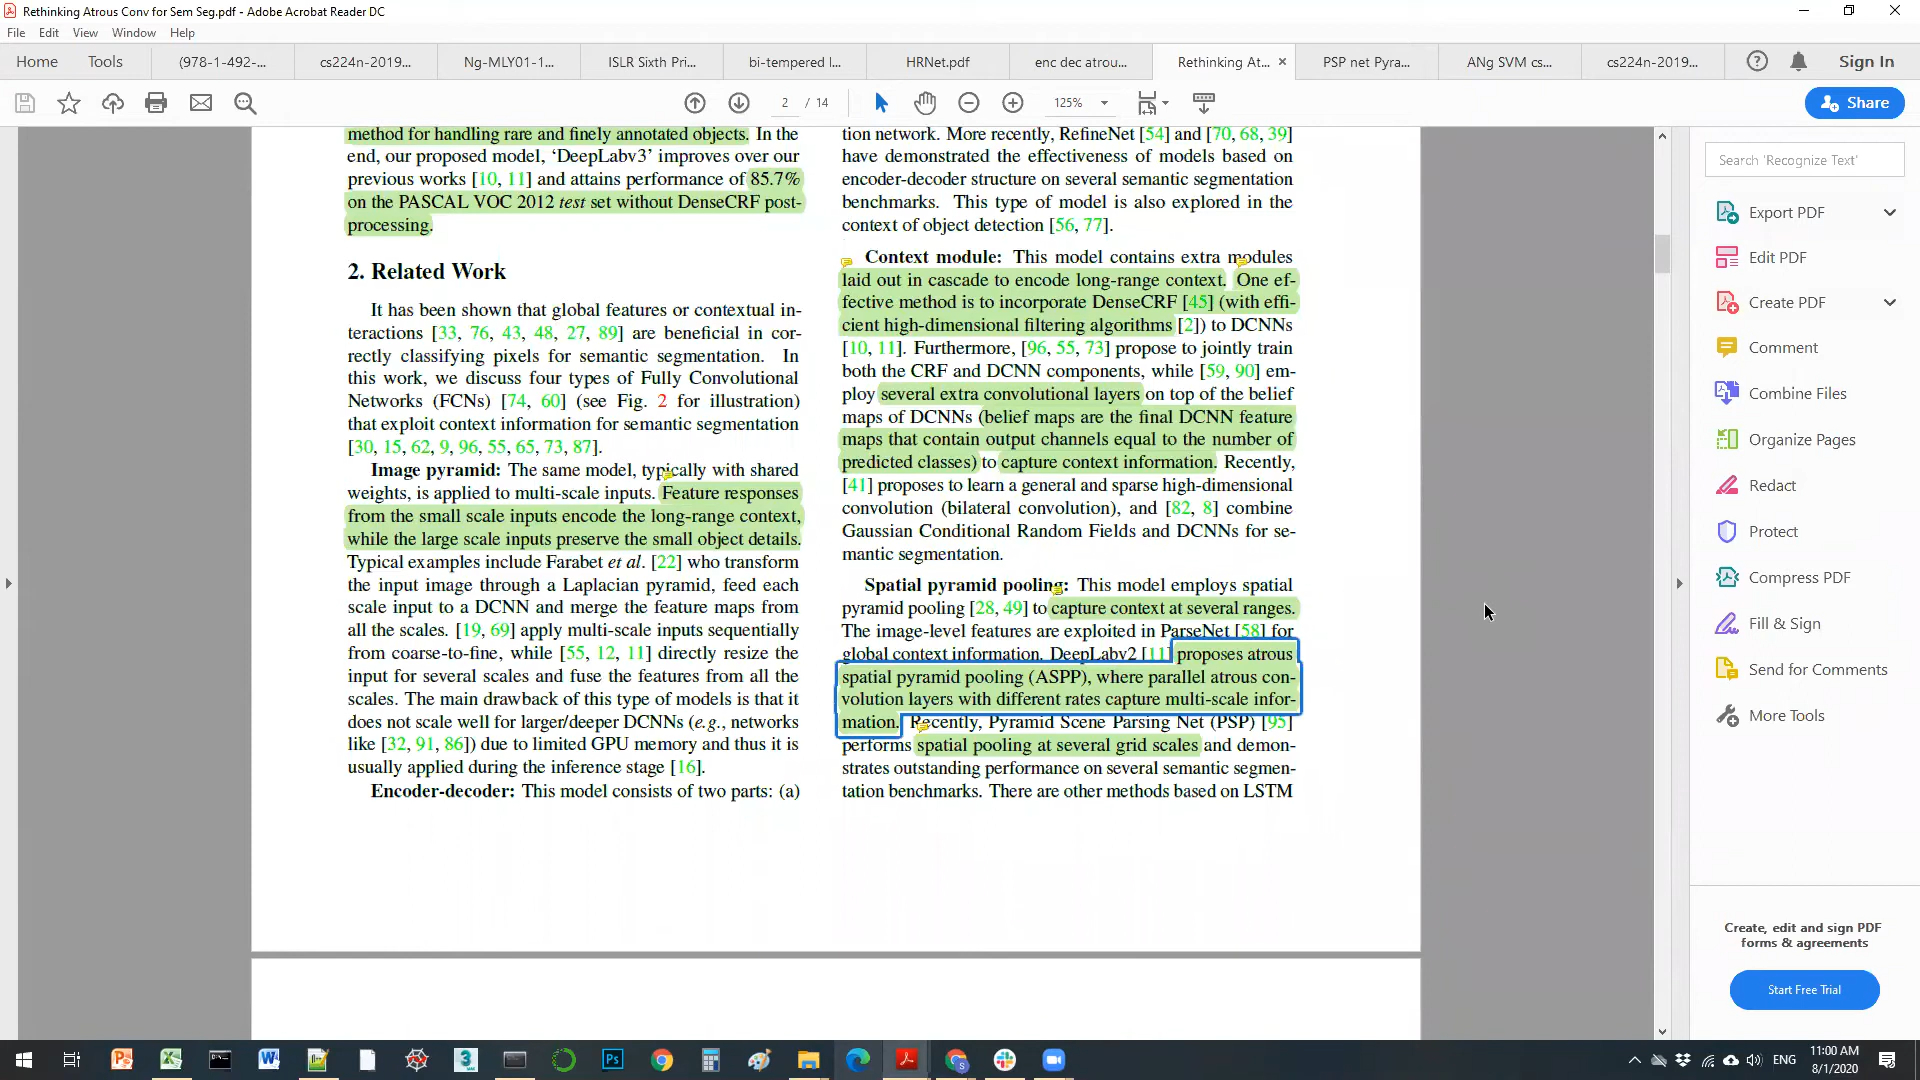 Rethinking Atrous Conv for Sem Seg.pdf - Adobe Acrobat Reader DC
File Edit View Window Help
Home Tools (978-1-492-... cs224n-2019... Ng-MLY01-1... ISLR Sixth Pri... bi-tempered l... HRNet.pdf enc dec atrou... Rethinking At... × PSP net Pyra... ANg SVM cs... cs224n-2019... Sign In
2 / 14 125% Share
method for handling rare and finely annotated objects. In the
end, our proposed model, ‘DeepLabv3’ improves over our
previous works [10, 11] and attains performance of 85.7%
on the PASCAL VOC 2012 test set without DenseCRF post-
processing.
2. Related Work
It has been shown that global features or contextual in-
teractions [33, 76, 43, 48, 27, 89] are beneficial in cor-
rectly classifying pixels for semantic segmentation. In
this work, we discuss four types of Fully Convolutional
Networks (FCNs) [74, 60] (see Fig. 2 for illustration)
that exploit context information for semantic segmentation
[30, 15, 62, 9, 96, 55, 65, 73, 87].
Image pyramid: The same model, typically with shared
weights, is applied to multi-scale inputs. Feature responses
from the small scale inputs encode the long-range context,
while the large scale inputs preserve the small object details.
Typical examples include Farabet et al. [22] who transform
the input image through a Laplacian pyramid, feed each
scale input to a DCNN and merge the feature maps from
all the scales. [19, 69] apply multi-scale inputs sequentially
from coarse-to-fine, while [55, 12, 11] directly resize the
input for several scales and fuse the features from all the
scales. The main drawback of this type of models is that it
does not scale well for larger/deeper DCNNs (e.g., networks
like [32, 91, 86]) due to limited GPU memory and thus it is
usually applied during the inference stage [16].
Encoder-decoder: This model consists of two parts: (a)
tion network. More recently, RefineNet [54] and [70, 68, 39]
have demonstrated the effectiveness of models based on
encoder-decoder structure on several semantic segmentation
benchmarks. This type of model is also explored in the
context of object detection [56, 77].
Context module: This model contains extra modules
laid out in cascade to encode long-range context. One ef-
fective method is to incorporate DenseCRF [45] (with effi-
cient high-dimensional filtering algorithms [2]) to DCNNs
[10, 11]. Furthermore, [96, 55, 73] propose to jointly train
both the CRF and DCNN components, while [59, 90] em-
ploy several extra convolutional layers on top of the belief
maps of DCNNs (belief maps are the final DCNN feature
maps that contain output channels equal to the number of
predicted classes) to capture context information. Recently,
[41] proposes to learn a general and sparse high-dimensional
convolution (bilateral convolution), and [82, 8] combine
Gaussian Conditional Random Fields and DCNNs for se-
mantic segmentation.
Spatial pyramid pooling: This model employs spatial
pyramid pooling [28, 49] to capture context at several ranges.
The image-level features are exploited in ParseNet [58] for
global context information. DeepLabv2 [11] proposes atrous
spatial pyramid pooling (ASPP), where parallel atrous con-
volution layers with different rates capture multi-scale infor-
mation. Recently, Pyramid Scene Parsing Net (PSP) [95]
performs spatial pooling at several grid scales and demon-
strates outstanding performance on several semantic segmen-
tation benchmarks. There are other methods based on LSTM
Search 'Recognize Text'
Export PDF
Edit PDF
Create PDF
Comment
Combine Files
Organize Pages
Redact
Protect
Compress PDF
Fill & Sign
Send for Comments
More Tools
Create, edit and sign PDF
forms & agreements
Start Free Trial
ENG
11:00 AM
8/1/2020